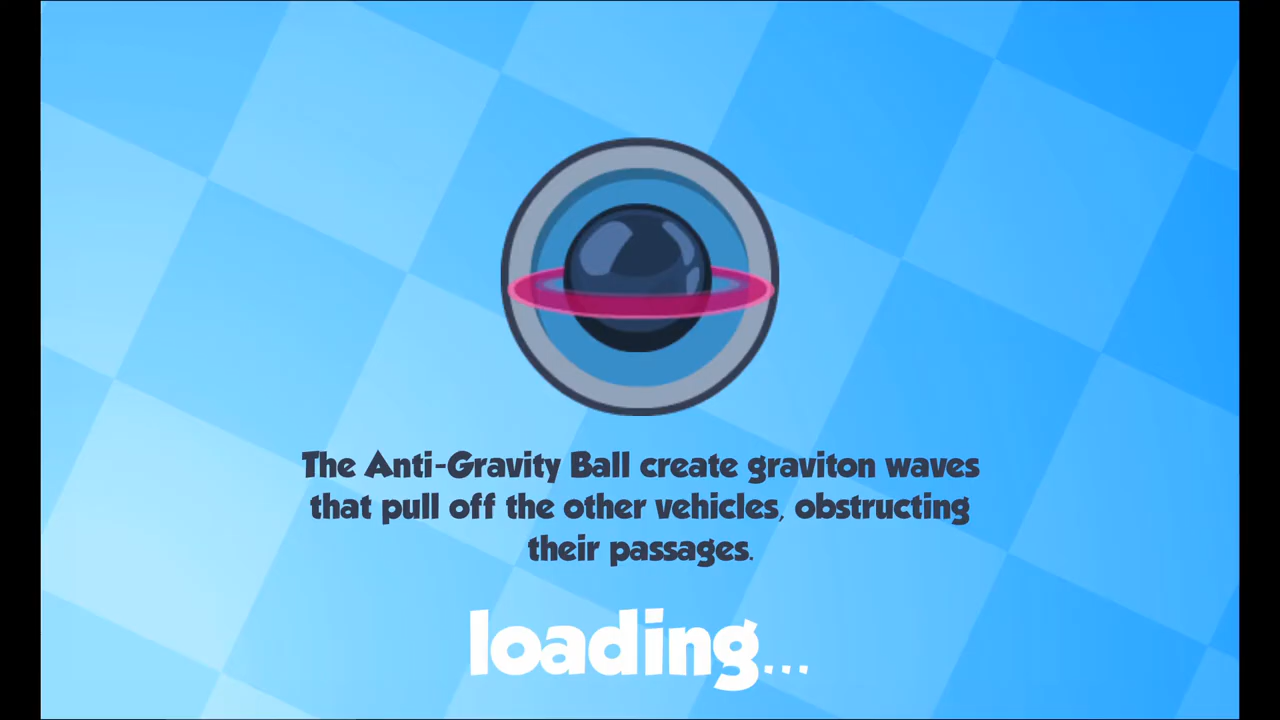 The Anti-Gravity Ball create graviton waves
that pull off the other vehicles, obstructing
their passages.
loading...